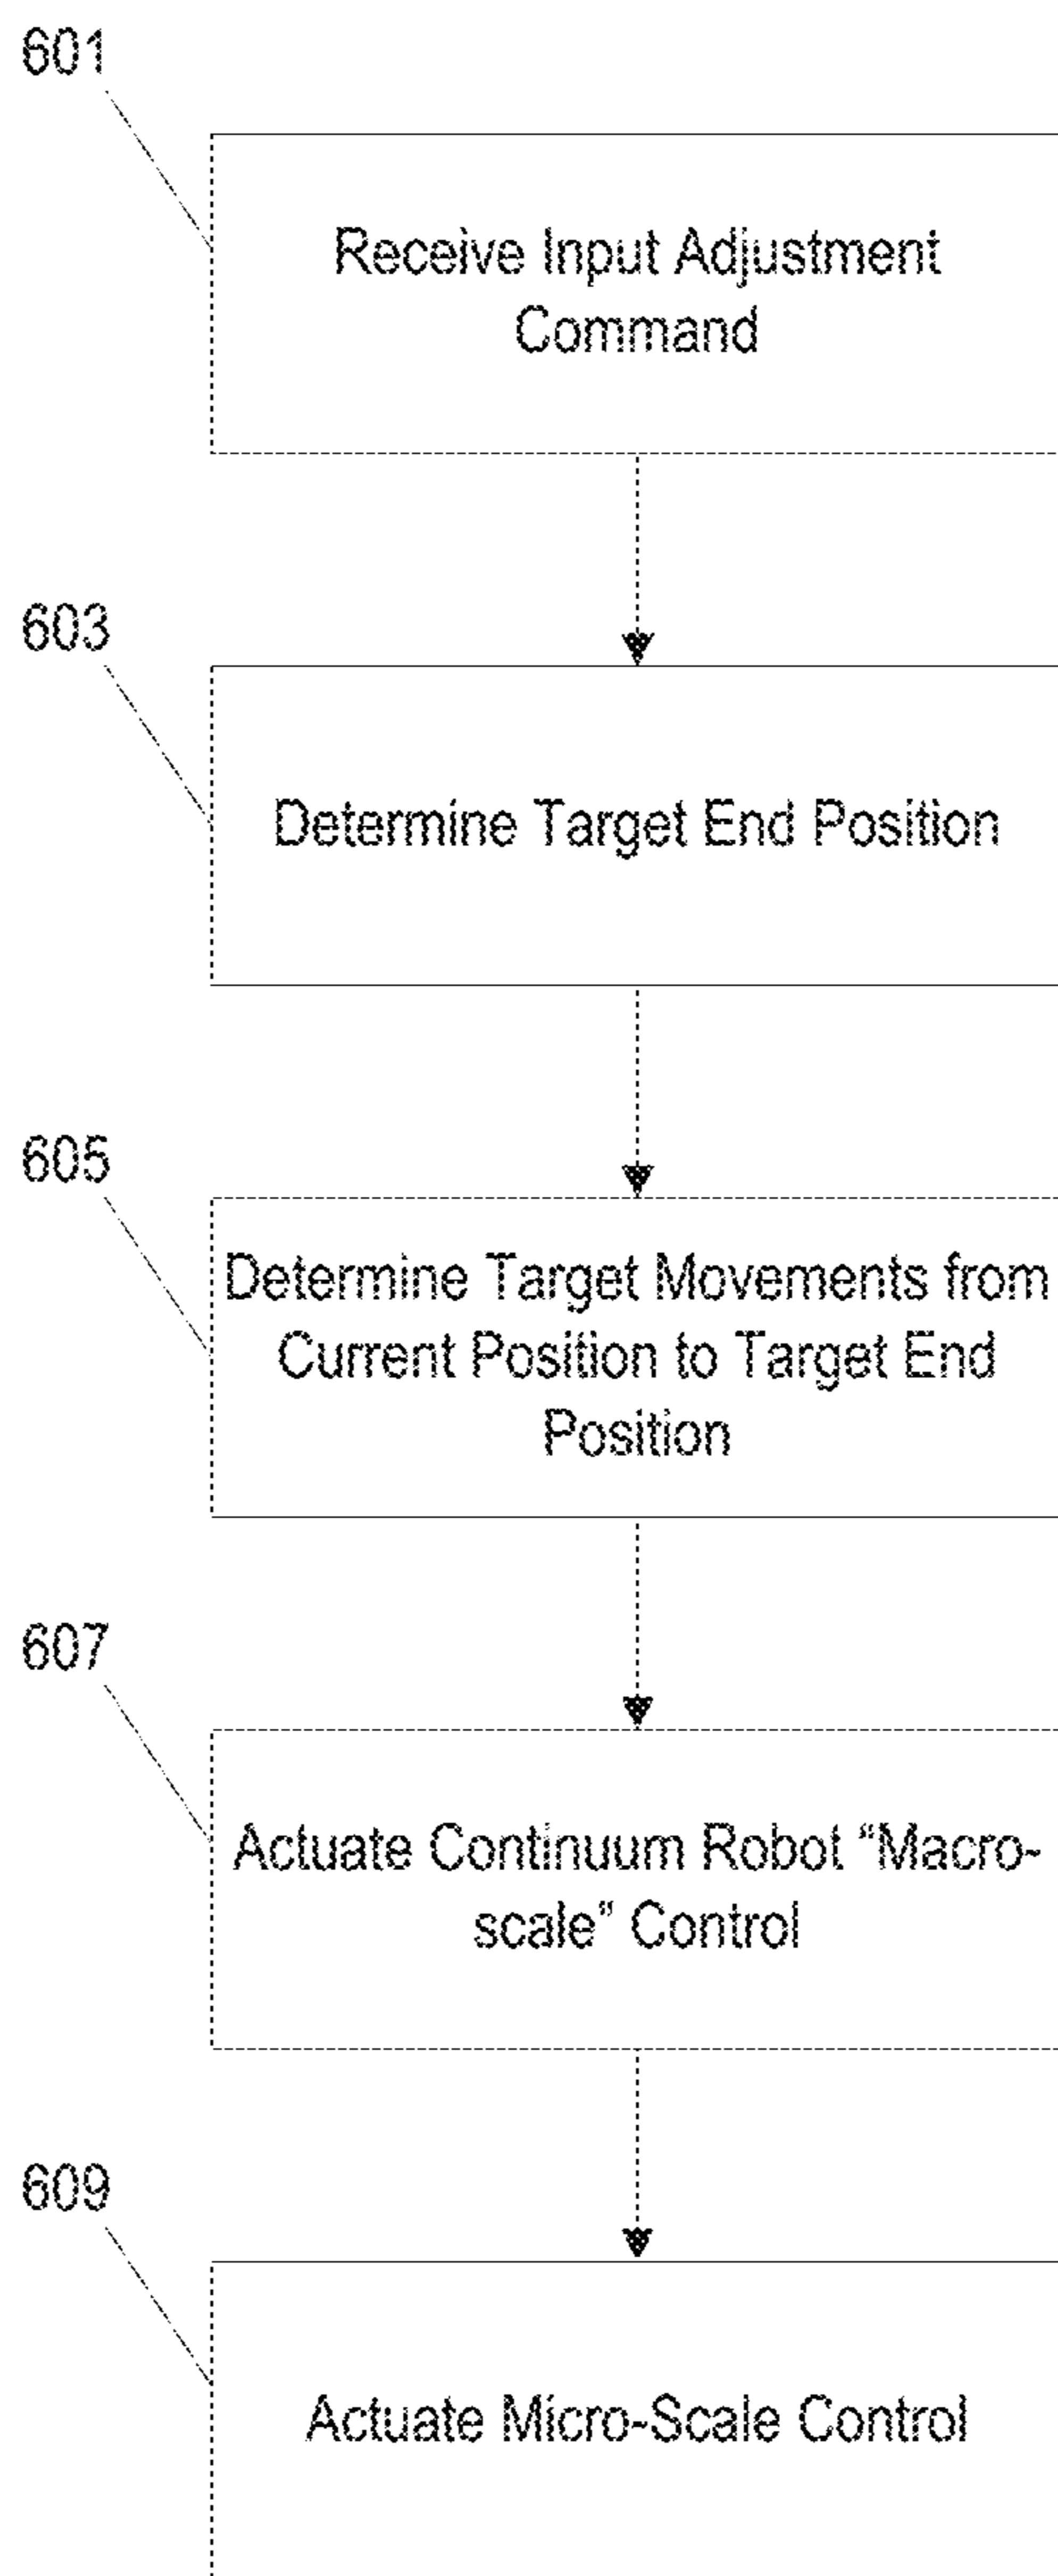 601
Receive Input Adjustment
Command
603
Determine Target End Position
605
Determine Target Movements from
Current Position to Target End
Position
607
Actuate Continuum Robot “Macro-
scale” Control
609
Actuate Micro-Scale Control